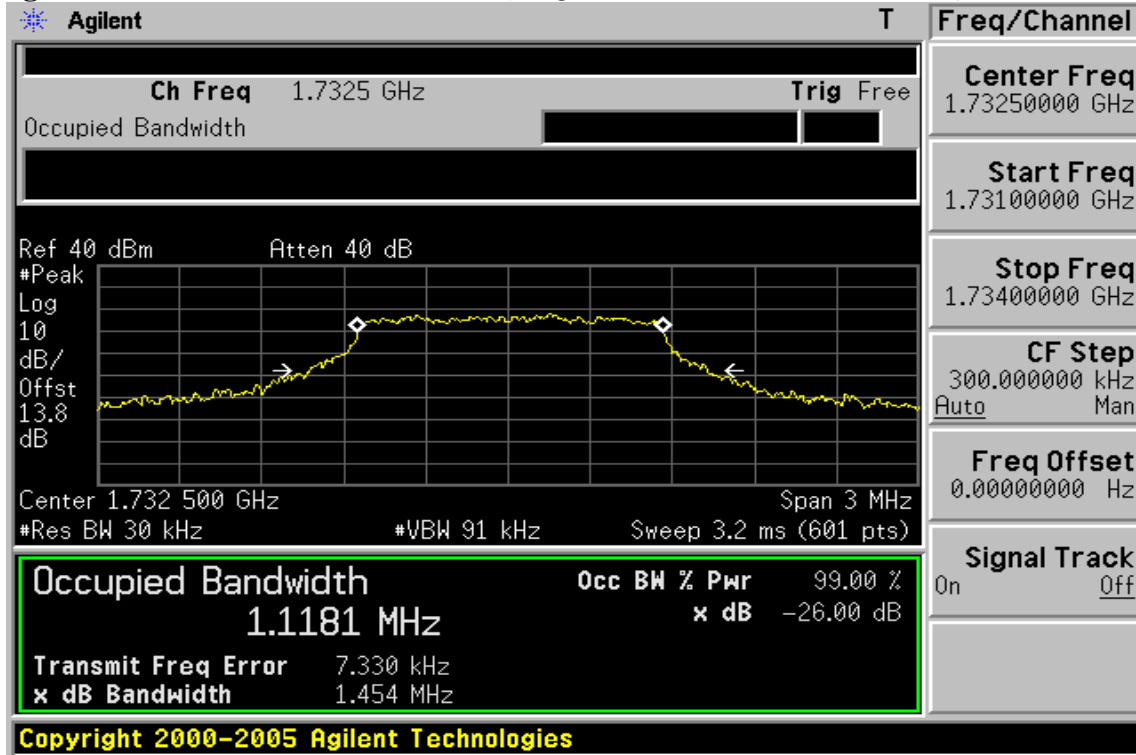 Agilent T Freq/Channel
Ch Freq 1.7325 GHz Trig Free
Occupied Bandwidth
Center Freq
1.73250000 GHz
Start Freq
1.73100000 GHz
Stop Freq
1.73400000 GHz
CF Step
300.000000 kHz
Auto Man
Freq Offset
0.00000000 Hz
Signal Track
On Off
Ref 40 dBm Atten 40 dB
#Peak
Log
10
dB/
Offst
13.8
dB
Center 1.732 500 GHz Span 3 MHz
#Res BW 30 kHz #VBW 91 kHz Sweep 3.2 ms (601 pts)
Occupied Bandwidth Occ BW % Pwr 99.00 %
1.1181 MHz x dB -26.00 dB
Transmit Freq Error 7.330 kHz
x dB Bandwidth 1.454 MHz
Copyright 2000-2005 Agilent Technologies